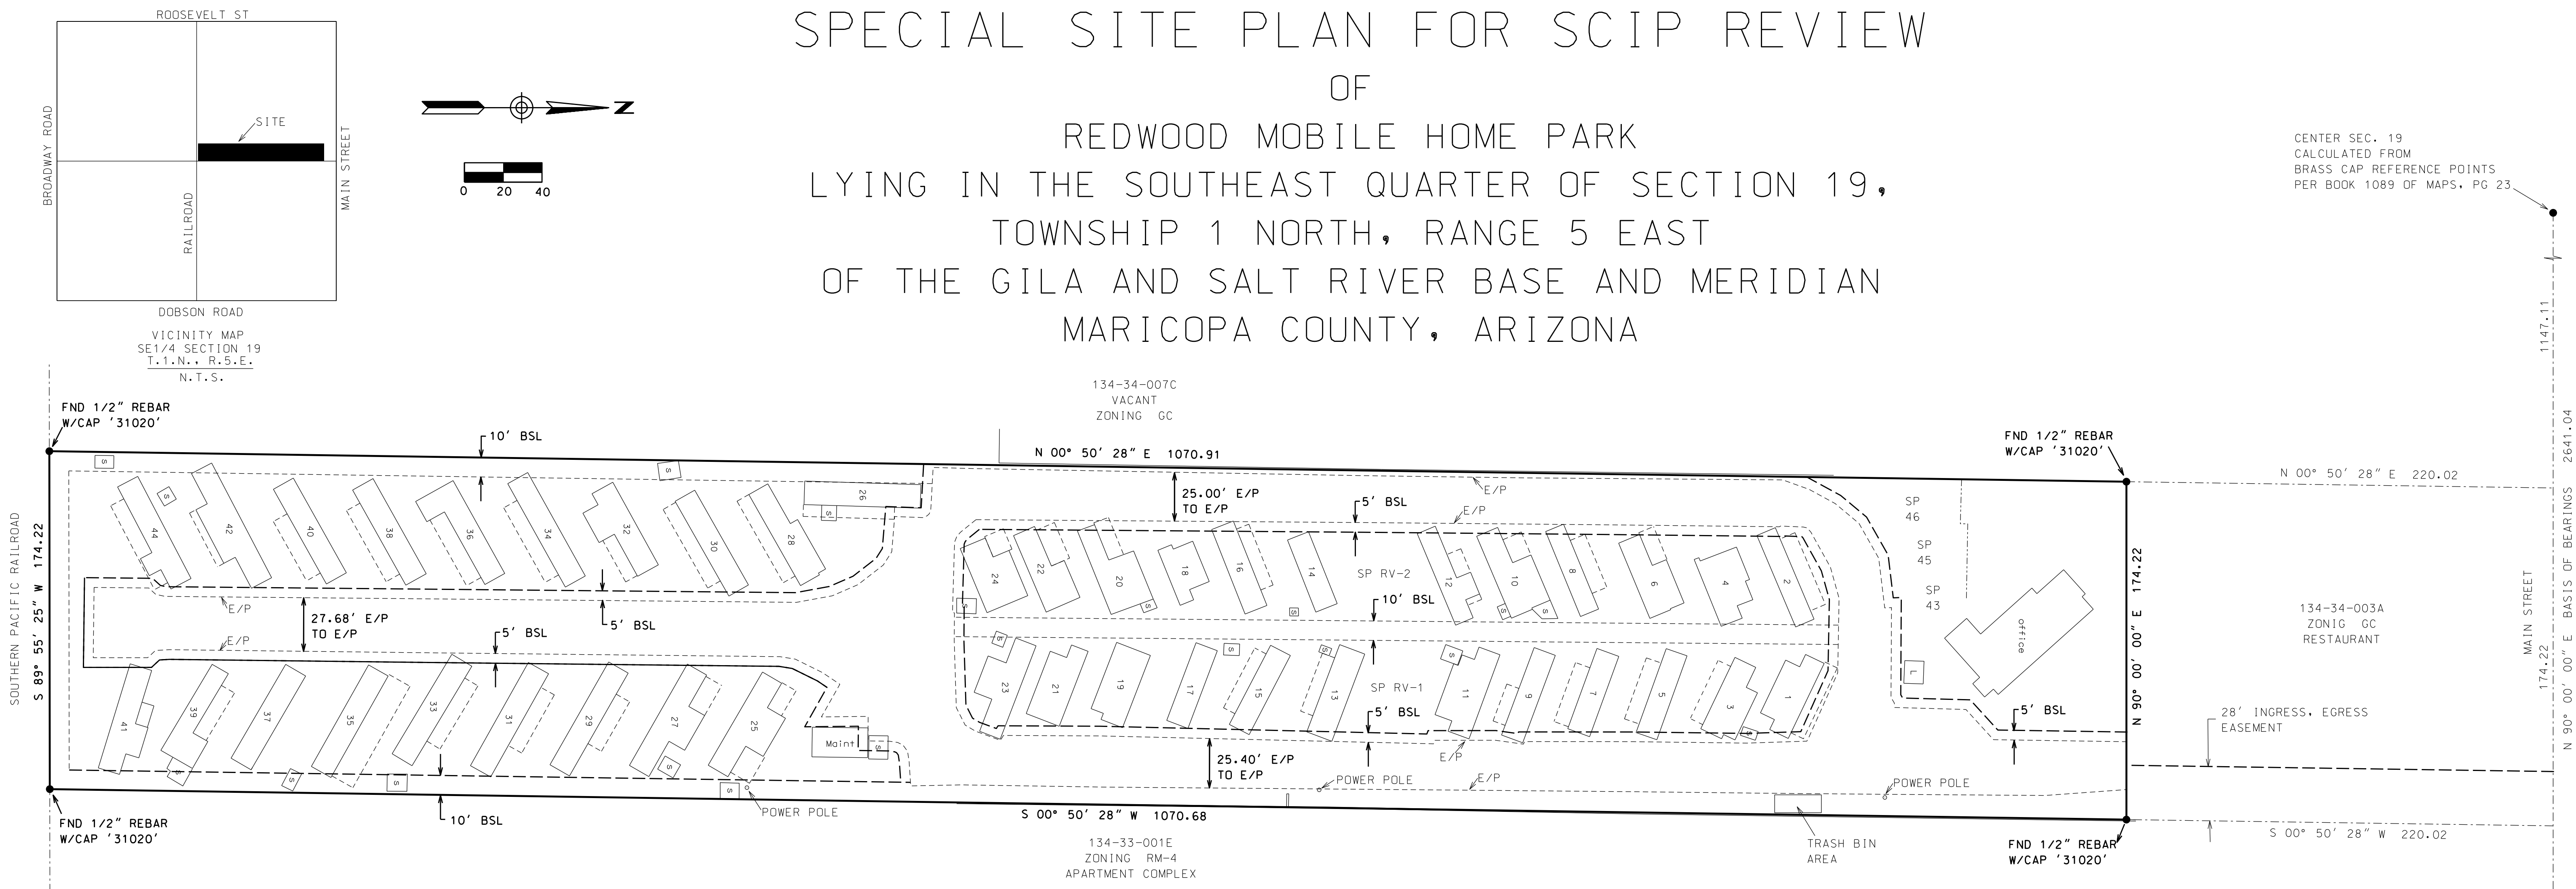 SPECIAL SITE PLAN FOR SCIP REVIEW
OF
REDWOOD MOBILE HOME PARK
LYING IN THE SOUTHEAST QUARTER OF SECTION 19,
TOWNSHIP 1 NORTH, RANGE 5 EAST
OF THE GILA AND SALT RIVER BASE AND MERIDIAN
MARICOPA COUNTY, ARIZONA
ROOSEVELT ST
BROADWAY ROAD
SITE
RAILROAD
MAIN STREET
DOBSON ROAD
VICINITY MAP
SE1/4 SECTION 19
T.1.N., R.5.E.
N.T.S.
N
0 20 40
CENTER SEC. 19
CALCULATED FROM
BRASS CAP REFERENCE POINTS
PER BOOK 1089 OF MAPS, PG 23
1147.11
2641.04
N 90° 00' 00" E BASIS OF BEARINGS
MAIN STREET
174.22
134-34-007C
VACANT
ZONING GC
FND 1/2" REBAR
W/CAP '31020'
10' BSL
N 00° 50' 28" E 1070.91
FND 1/2" REBAR
W/CAP '31020'
N 00° 50' 28" E 220.02
SOUTHERN PACIFIC RAILROAD
S 89° 55' 25" W 174.22
S
S
S
44
42
40
38
36
34
32
30
28
26
S
E/P
27.68' E/P
TO E/P
5' BSL
E/P
5' BSL
25.00' E/P
TO E/P
E/P
E/P
5' BSL
24
22
20
18
16
14
SP RV-2
12
10
8
6
4
2
S
S
S
S
S
10' BSL
SP
46
SP
45
SP
43
office
L
N 90° 00' 00" E 174.22
134-34-003A
ZONIG GC
RESTAURANT
41
39
37
35
33
31
29
27
25
S
S
S
S
S
Maint
S
23
21
19
17
15
13
SP RV-1
11
9
7
5
3
1
S
S
S
S
S
5' BSL
E/P
5' BSL
28' INGRESS, EGRESS
EASEMENT
25.40' E/P
TO E/P
POWER POLE
E/P
POWER POLE
POWER POLE
10' BSL
FND 1/2" REBAR
W/CAP '31020'
S 00° 50' 28" W 1070.68
134-33-001E
ZONING RM-4
APARTMENT COMPLEX
TRASH BIN
AREA
FND 1/2" REBAR
W/CAP '31020'
S 00° 50' 28" W 220.02